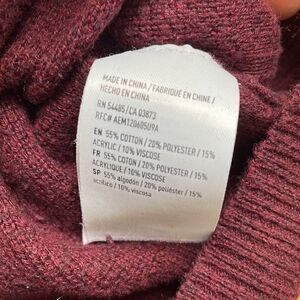 MADE IN CHINA / FABRIQUÉ EN CHINE /
HECHO EN CHINA
RN 54485 / CA 03873
RFC# AEM120605U9A
EN 55% COTTON / 20% POLYESTER / 15%
ACRYLIC / 10% VISCOSE
FR 55% COTON / 20% POLYESTER / 15%
ACRYLIQUE / 10% VISCOSE
SP 55% algodón / 20% poliéster / 15%
acrílico / 10% viscosa